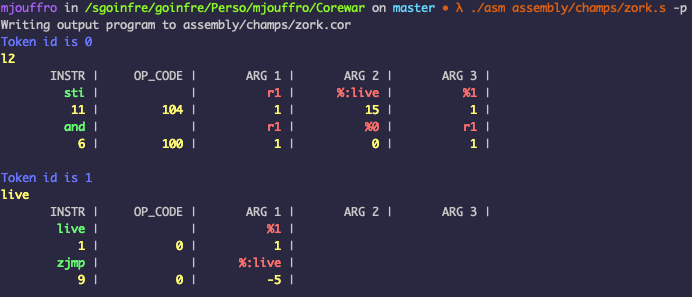 mjouffro in /sgoinfre/goinfre/Perso/mjouffro/Corewar on master • λ ./asm assembly/champs/zork.s -p
Writing output program to assembly/champs/zork.cor
Token id is 0
l2
INSTR | OP_CODE | ARG 1 | ARG 2 | ARG 3 |
sti | | r1 | %:live | %1 |
11 | 104 | 1 | 15 | 1 |
and | | r1 | %0 | r1 |
6 | 100 | 1 | 0 | 1 |
Token id is 1
live
INSTR | OP_CODE | ARG 1 | ARG 2 | ARG 3 |
live | | %1 |
1 | 0 | 1 |
zjmp | | %:live |
9 | 0 | -5 |